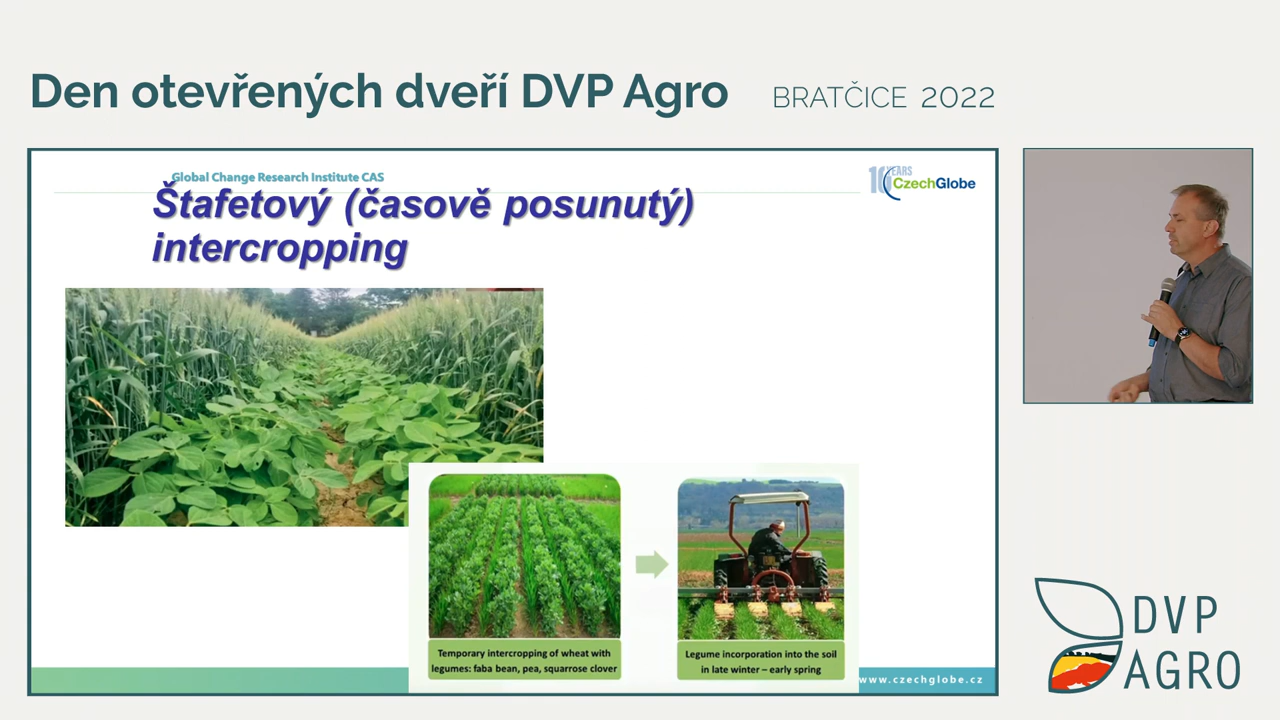 Den otevřených dveří DVP Agro BRATČICE 2022
Global Change Research Institute CAS
10 YEARS
CzechGlobe
Štafetový (časově posunutý)
intercropping
Temporary intercropping of wheat with
legumes: faba bean, pea, squarrose clover
Legume incorporation into the soil
in late winter – early spring
www.czechglobe.cz
DVP
AGRO